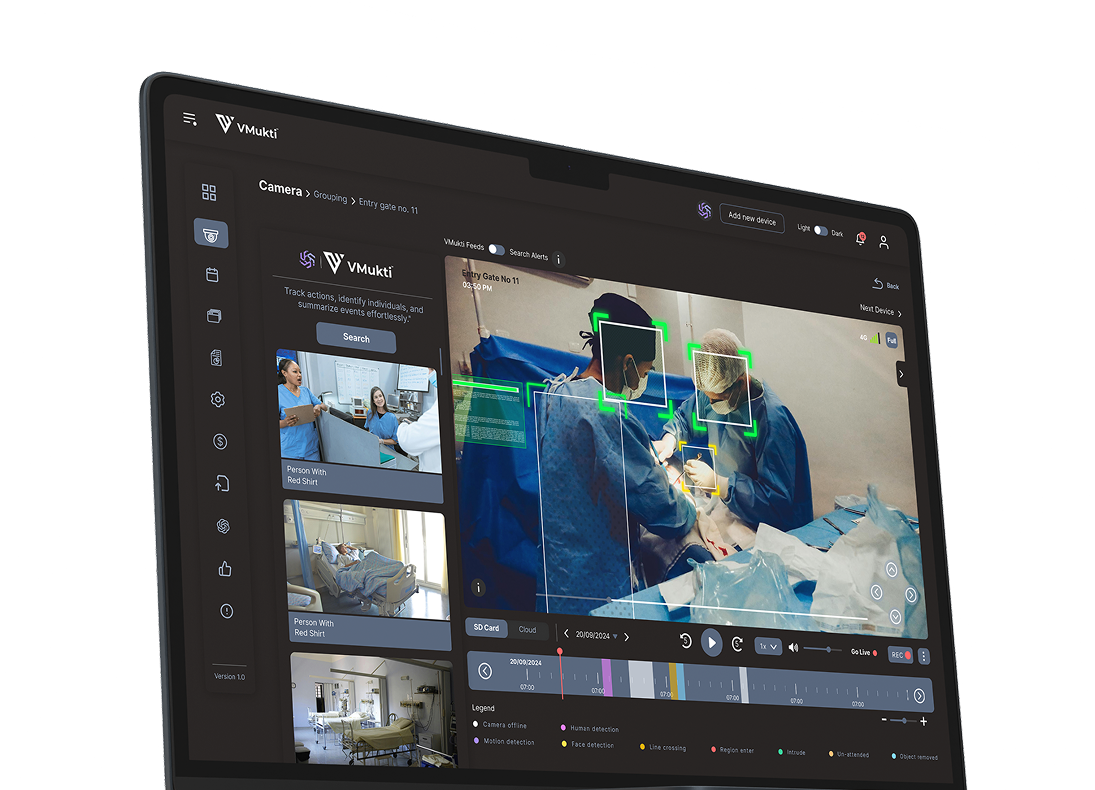 VMukti
Camera > Grouping > Entry gate no. 11
Add new device
Light
Dark
VMukti Feeds
Search Alerts
Back
Next Device
VMukti
Track actions, identify individuals, and
summarize events effortlessly."
Search
Person With
Red Shirt
Person With
Red Shirt
Entry Gate No 11
03:50 PM
4G
Full
SD Card
Cloud
20/09/2024
1x
Go Live
REC
20/09/2024
07:00
07:00
07:00
07:00
07:00
07:00
Legend
Camera offline
Human detection
Motion detection
Face detection
Line crossing
Region enter
Intrude
Un-attended
Object removed
Version 1.0